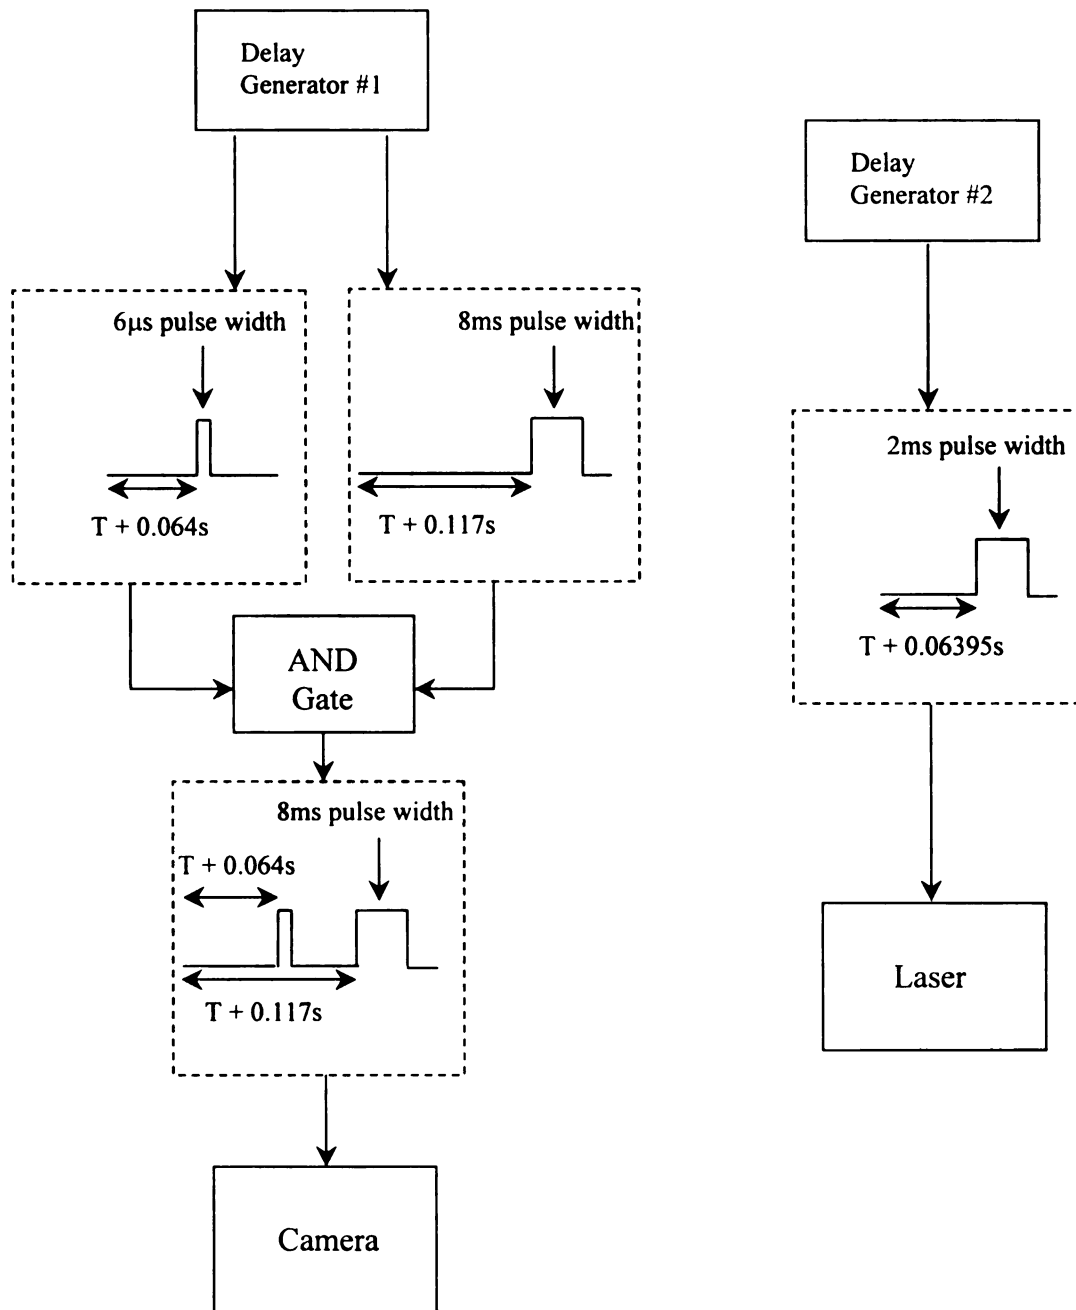 Delay
Generator #1
Delay
Generator #2
6µs pulse width
8ms pulse width
2ms pulse width
T + 0.064s
T + 0.117s
T + 0.06395s
AND
Gate
8ms pulse width
T + 0.064s
T + 0.117s
Laser
Camera